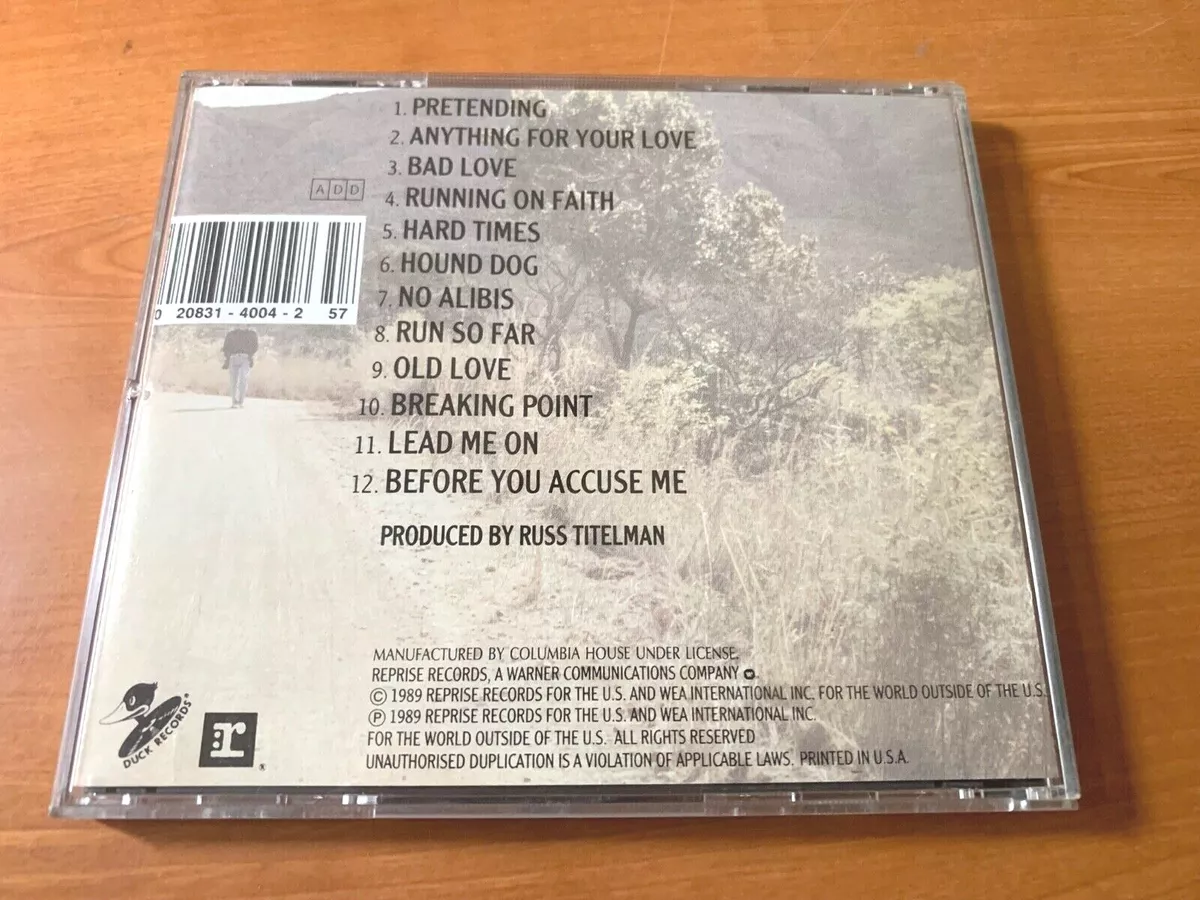 1. PRETENDING
2. ANYTHING FOR YOUR LOVE
3. BAD LOVE
ADD
4. RUNNING ON FAITH
5. HARD TIMES
6. HOUND DOG
7. NO ALIBIS
0 20831 - 4004 - 2 57
8. RUN SO FAR
9. OLD LOVE
10. BREAKING POINT
11. LEAD ME ON
12. BEFORE YOU ACCUSE ME
PRODUCED BY RUSS TITELMAN
MANUFACTURED BY COLUMBIA HOUSE UNDER LICENSE.
REPRISE RECORDS, A WARNER COMMUNICATIONS COMPANY
© 1989 REPRISE RECORDS FOR THE U.S. AND WEA INTERNATIONAL INC. FOR THE WORLD OUTSIDE OF THE U.S.
℗ 1989 REPRISE RECORDS FOR THE U.S. AND WEA INTERNATIONAL INC.
FOR THE WORLD OUTSIDE OF THE U.S. ALL RIGHTS RESERVED
UNAUTHORISED DUPLICATION IS A VIOLATION OF APPLICABLE LAWS. PRINTED IN U.S.A.
DUCK RECORDS®
:r ®